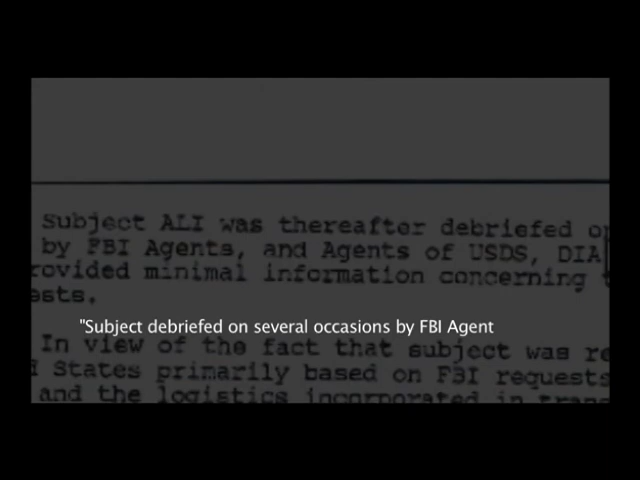 Subject ALI was thereafter debriefed
by FBI Agents, and Agents of USDS, DIA
rovided minimal information concerning
ests.
"Subject debriefed on several occasions by FBI Agent
In view of the fact that subject was re
States primarily based on FBI requests
and the logistics incorporated in tran